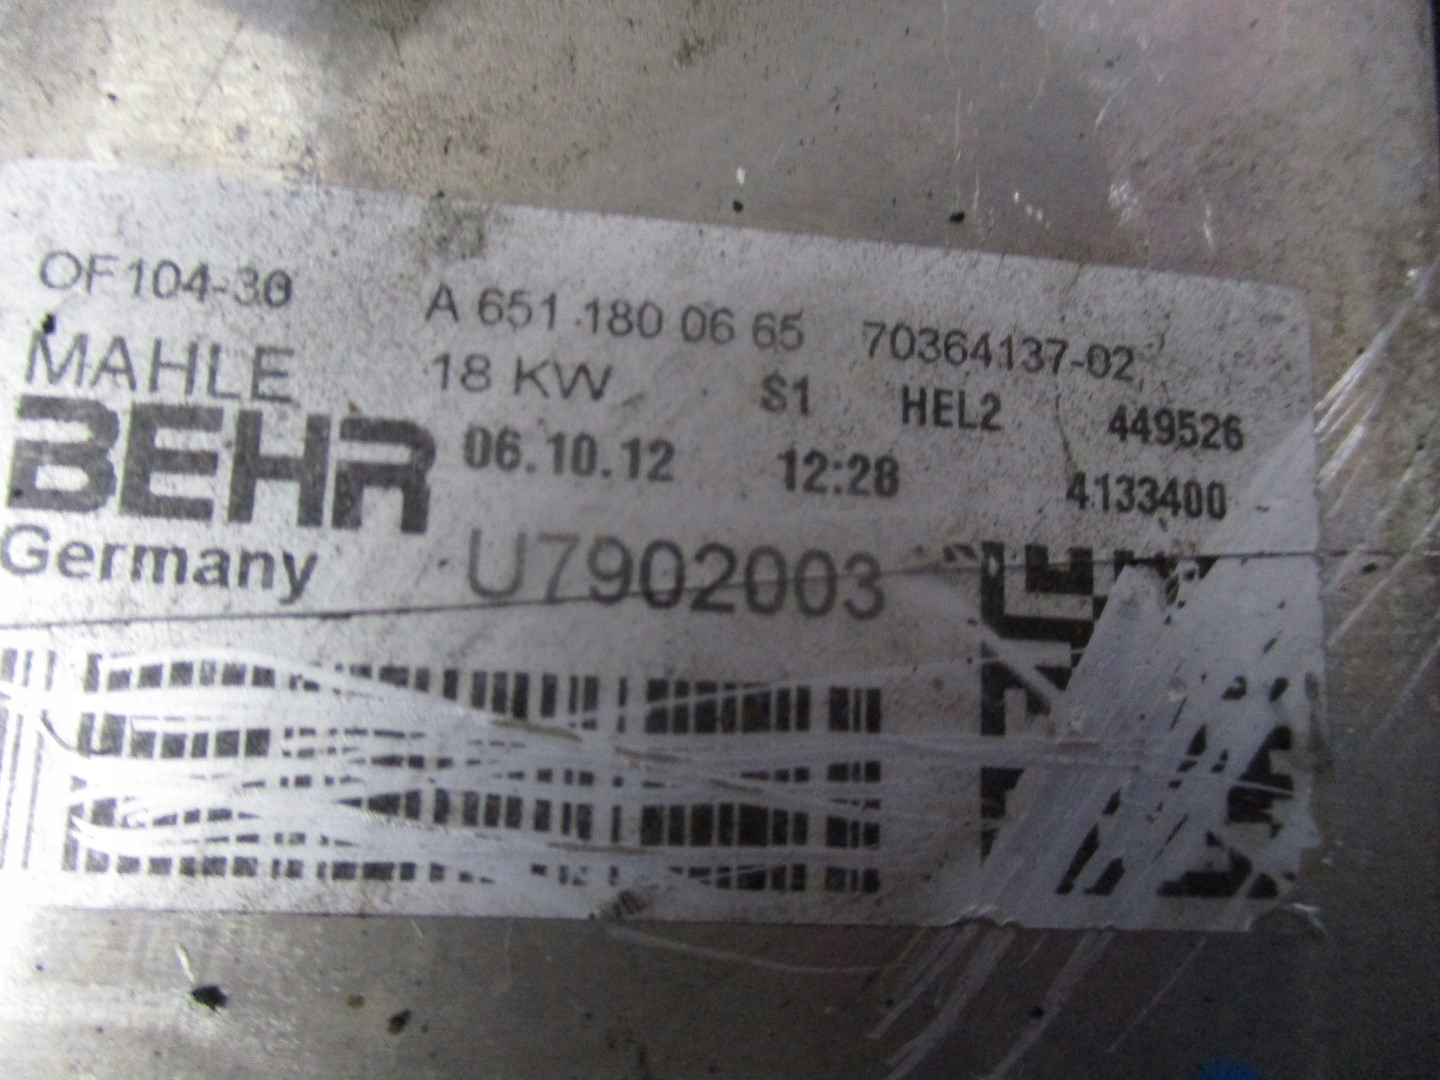 OF104-30 A 651 180 06 65 70364137-02
MAHLE 18 KW S1 HEL2 449526
BEHR 06.10.12 12:28 4133400
Germany U7902003